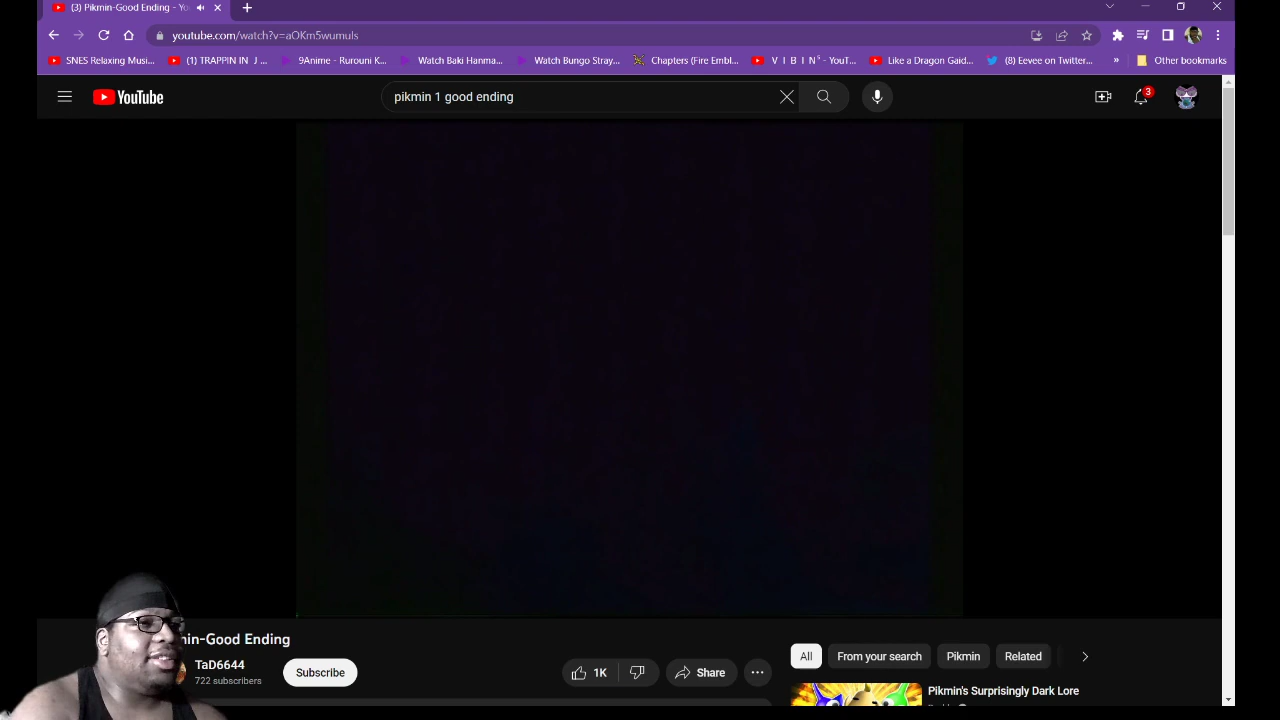 (3) Pikmin-Good Ending - Yo
youtube.com/watch?v=aOKm5wumuls
SNES Relaxing Musi...
(1) TRAPPIN IN J ...
9Anime - Rurouni K...
Watch Baki Hanma...
Watch Bungo Stray...
Chapters (Fire Embl...
V I B I N ᴳ - YouT...
Like a Dragon Gaid...
(8) Eevee on Twitter...
»
Other bookmarks
YouTube
pikmin 1 good ending
3
min-Good Ending
TaD6644
722 subscribers
Subscribe
1K
Share
All
From your search
Pikmin
Related
Pikmin's Surprisingly Dark Lore